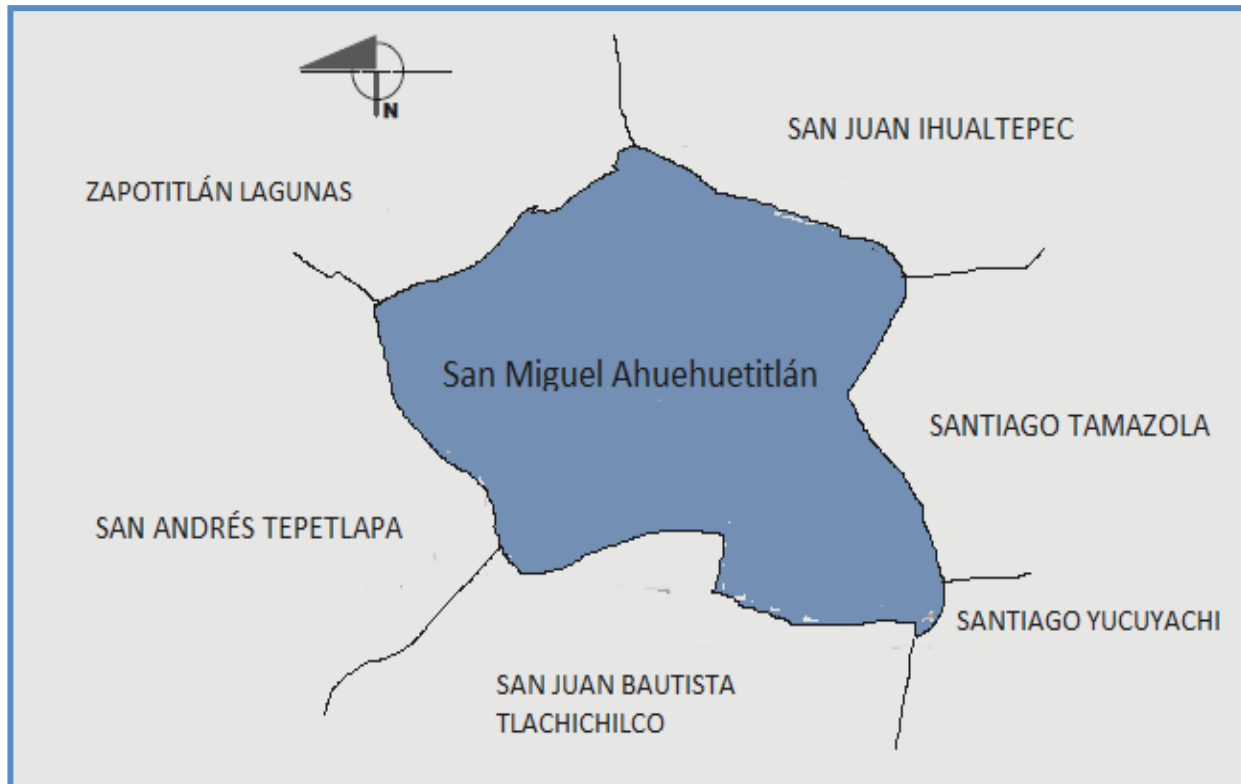 N
SAN JUAN IHUALTEPEC
ZAPOTITLÁN LAGUNAS
San Miguel Ahuehuetitlán
SANTIAGO TAMAZOLA
SAN ANDRÉS TEPETLAPA
SANTIAGO YUCUYACHI
SAN JUAN BAUTISTA
TLACHICHILCO